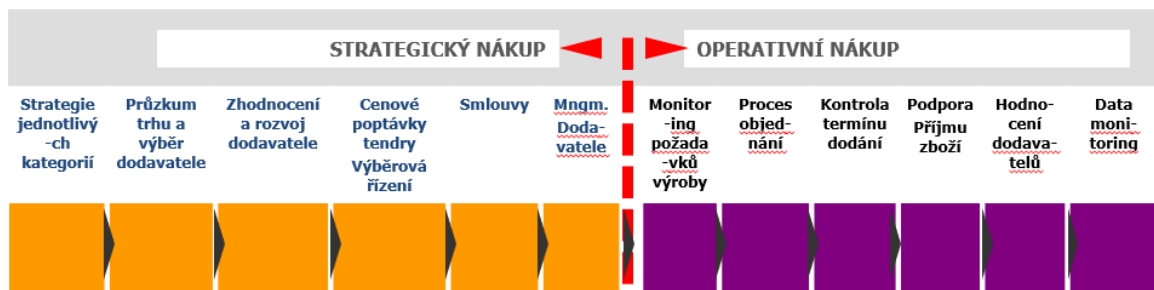 STRATEGICKÝ NÁKUP
OPERATIVNÍ NÁKUP
Strategie
jednotlivý
-ch
kategorií
Průzkum
trhu a
výběr
dodavatele
Zhodnocení
a rozvoj
dodavatele
Cenové
poptávky
tendry
Výběrová
řízení
Smlouvy
Mngm.
Doda-
vatele
Monitor
-ing
požada
-vků
výroby
Proces
objed-
nání
Kontrola
termínu
dodání
Podpora
Příjmu
zboží
Hodno-
cení
dodava-
telů
Data
moni-
toring